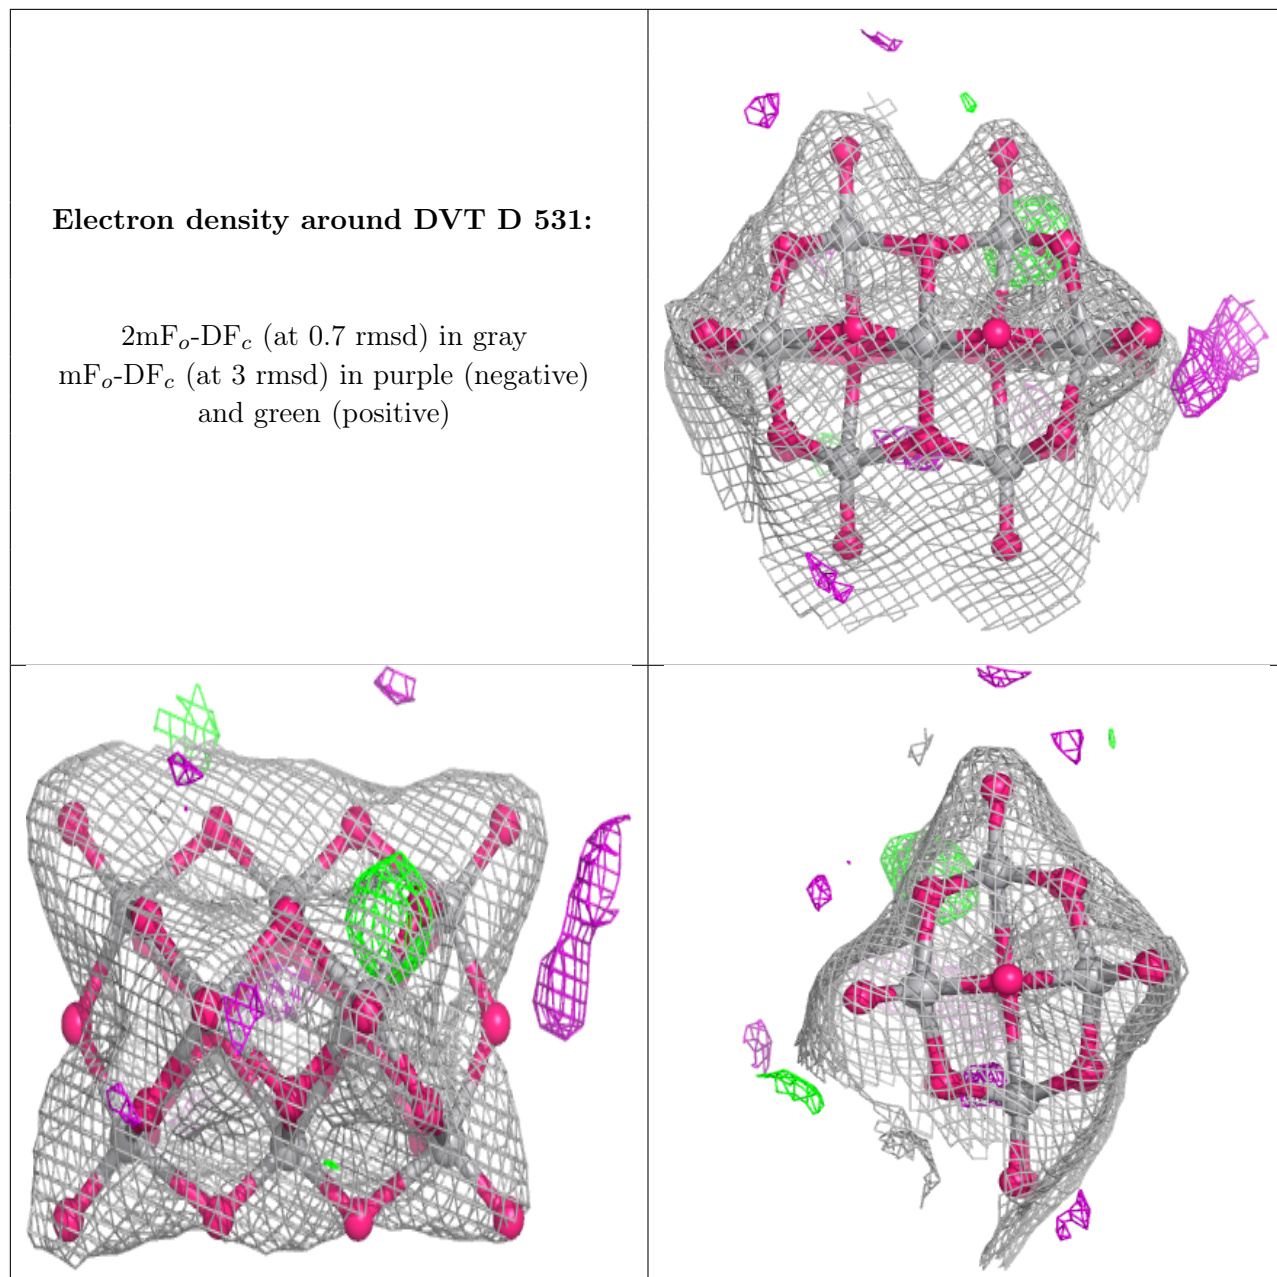 Electron density around DVT D 531:
2mFo-DFc (at 0.7 rmsd) in gray
mFo-DFc (at 3 rmsd) in purple (negative)
and green (positive)